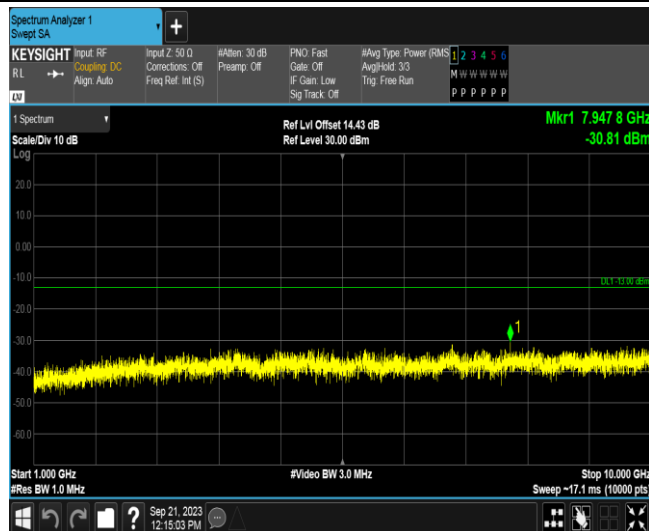 Spectrum Analyzer 1
Swept SA
+
KEYSIGHT
RL
LXI
Input: RF
Coupling: DC
Align: Auto
Input Z: 50 Ω
Corrections: Off
Freq Ref: Int (S)
#Atten: 30 dB
Preamp: Off
PNO: Fast
Gate: Off
IF Gain: Low
Sig Track: Off
#Avg Type: Power (RMS
Avg|Hold: 3/3
Trig: Free Run
1 2 3 4 5 6
M W W W W W
P P P P P P
1 Spectrum
Scale/Div 10 dB
Log
Ref Lvl Offset 14.43 dB
Ref Level 30.00 dBm
Mkr1 7.947 8 GHz
-30.81 dBm
20.0
10.0
0.00
-10.0
DL1 -13.00 dBm
-20.0
1
-30.0
-40.0
-50.0
-60.0
Start 1.000 GHz
#Video BW 3.0 MHz
Stop 10.000 GHz
#Res BW 1.0 MHz
Sweep ~17.1 ms (10000 pts)
?
Sep 21, 2023
12:15:03 PM